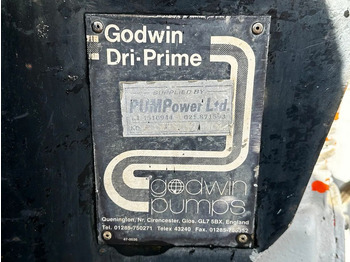 Godwin
Dri-Prime
SUPPLIED BY
PUMPower Ltd.
godwin
pumps
Quenington, Nr. Cirencester, Glos. GL7 5BX, England
Tel. 01285-750271 Telex 43240 Fax. 01285-750352